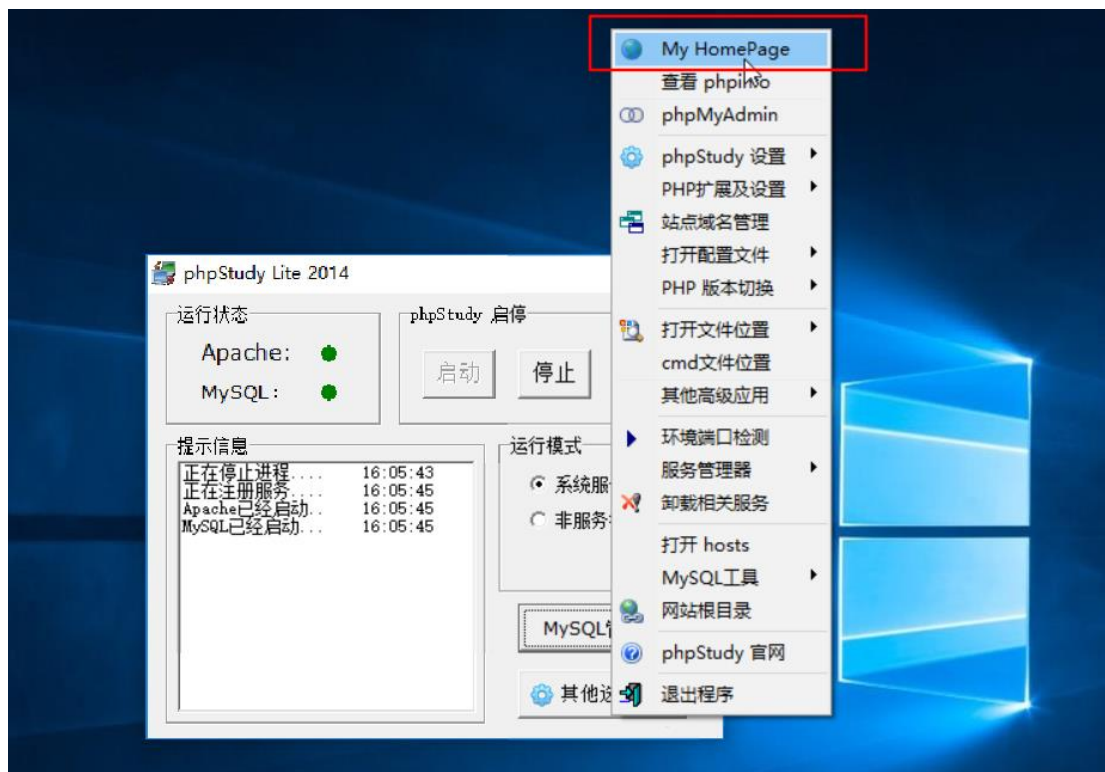 My HomePage
查看 phpinfo
phpMyAdmin
phpStudy 设置
PHP扩展及设置
站点域名管理
打开配置文件
PHP 版本切换
打开文件位置
cmd文件位置
其他高级应用
环境端口检测
服务管理器
卸载相关服务
打开 hosts
MySQL工具
网站根目录
phpStudy 官网
退出程序
phpStudy Lite 2014
运行状态
Apache:
MySQL:
phpStudy 启停
启动
停止
提示信息
正在停止进程.... 16:05:43
正在注册服务.... 16:05:45
Apache已经启动.. 16:05:45
MySQL已经启动... 16:05:45
运行模式
系统服
非服务
MySQL
其他